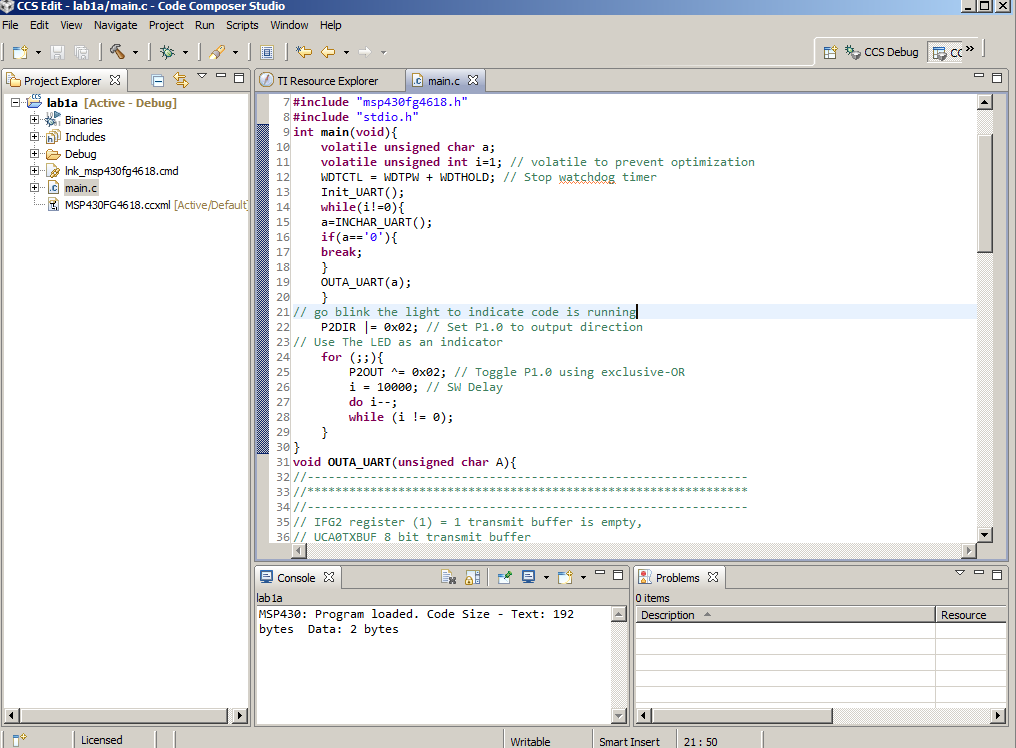 CCS Edit - lab1a/main.c - Code Composer Studio
File Edit View Navigate Project Run Scripts Window Help
CCS Debug CC »
Project Explorer
TI Resource Explorer
main.c
lab1a [Active - Debug]
Binaries
Includes
Debug
lnk_msp430fg4618.cmd
main.c
MSP430FG4618.ccxml [Active/Default]
7 #include "msp430fg4618.h"
8 #include "stdio.h"
9 int main(void){
10 volatile unsigned char a;
11 volatile unsigned int i=1; // volatile to prevent optimization
12 WDTCTL = WDTPW + WDTHOLD; // Stop watchdog timer
13 Init_UART();
14 while(i!=0){
15 a=INCHAR_UART();
16 if(a=='0'){
17 break;
18 }
19 OUTA_UART(a);
20 }
21 // go blink the light to indicate code is running
22 P2DIR |= 0x02; // Set P1.0 to output direction
23 // Use The LED as an indicator
24 for (;;){
25 P2OUT ^= 0x02; // Toggle P1.0 using exclusive-OR
26 i = 10000; // SW Delay
27 do i--;
28 while (i != 0);
29 }
30 }
31 void OUTA_UART(unsigned char A){
32 //---------------------------------------------------------------
33 //***************************************************************
34 //---------------------------------------------------------------
35 // IFG2 register (1) = 1 transmit buffer is empty,
36 // UCA0TXBUF 8 bit transmit buffer
Console
lab1a
MSP430: Program loaded. Code Size - Text: 192
bytes Data: 2 bytes
Problems
0 items
Description Resource
Licensed Writable Smart Insert 21 : 50